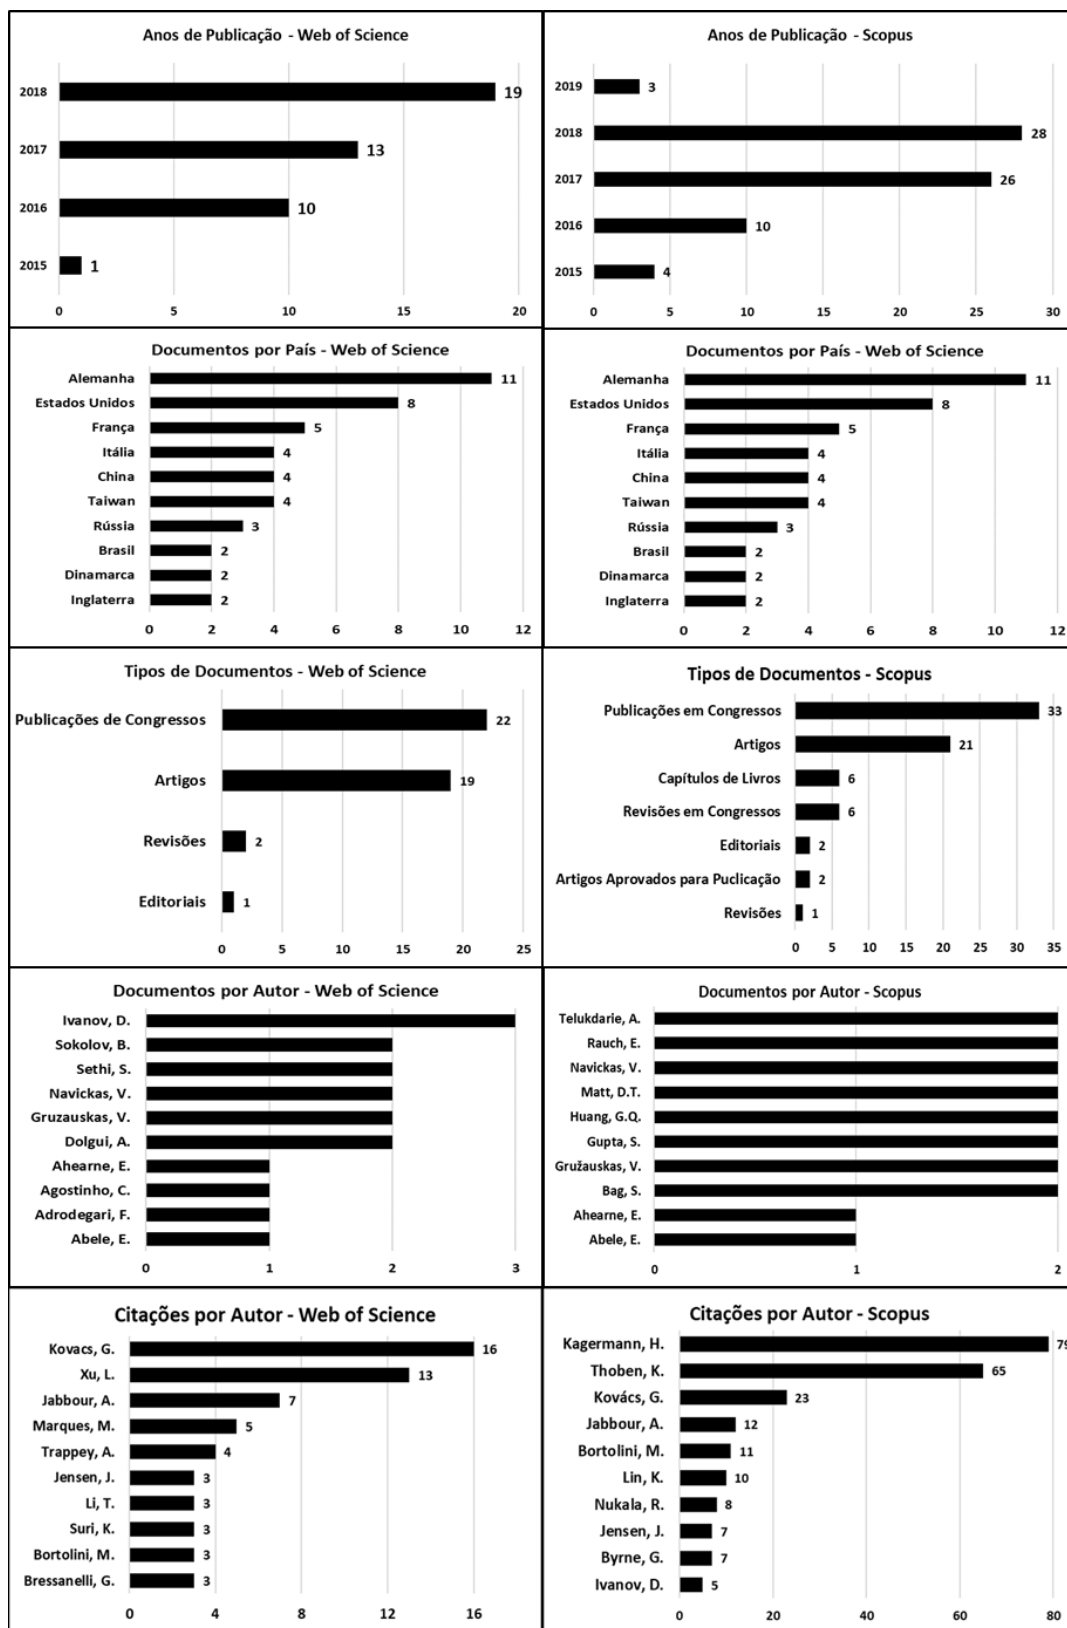 Anos de Publicação - Web of Science
2018 19
2017 13
2016 10
2015 1
0 5 10 15 20
Anos de Publicação - Scopus
2019 3
2018 28
2017 26
2016 10
2015 4
0 5 10 15 20 25 30
Documentos por País - Web of Science
Alemanha 11
Estados Unidos 8
França 5
Itália 4
China 4
Taiwan 4
Rússia 3
Brasil 2
Dinamarca 2
Inglaterra 2
0 2 4 6 8 10 12
Documentos por País - Web of Science
Alemanha 11
Estados Unidos 8
França 5
Itália 4
China 4
Taiwan 4
Rússia 3
Brasil 2
Dinamarca 2
Inglaterra 2
0 2 4 6 8 10 12
Tipos de Documentos - Web of Science
Publicações de Congressos 22
Artigos 19
Revisões 2
Editoriais 1
0 5 10 15 20 25
Tipos de Documentos - Scopus
Publicações em Congressos 33
Artigos 21
Capítulos de Livros 6
Revisões em Congressos 6
Editoriais 2
Artigos Aprovados para Puclicação 2
Revisões 1
0 5 10 15 20 25 30 35
Documentos por Autor - Web of Science
Ivanov, D.
Sokolov, B.
Sethi, S.
Navickas, V.
Gruzauskas, V.
Dolgui, A.
Ahearne, E.
Agostinho, C.
Adrodegari, F.
Abele, E.
0 1 2 3
Documentos por Autor - Scopus
Telukdarie, A.
Rauch, E.
Navickas, V.
Matt, D.T.
Huang, G.Q.
Gupta, S.
Gružauskas, V.
Bag, S.
Ahearne, E.
Abele, E.
0 1 2
Citações por Autor - Web of Science
Kovacs, G. 16
Xu, L. 13
Jabbour, A. 7
Marques, M. 5
Trappey, A. 4
Jensen, J. 3
Li, T. 3
Suri, K. 3
Bortolini, M. 3
Bressanelli, G. 3
0 4 8 12 16
Citações por Autor - Scopus
Kagermann, H. 79
Thoben, K. 65
Kovács, G. 23
Jabbour, A. 12
Bortolini, M. 11
Lin, K. 10
Nukala, R. 8
Jensen, J. 7
Byrne, G. 7
Ivanov, D. 5
0 20 40 60 80